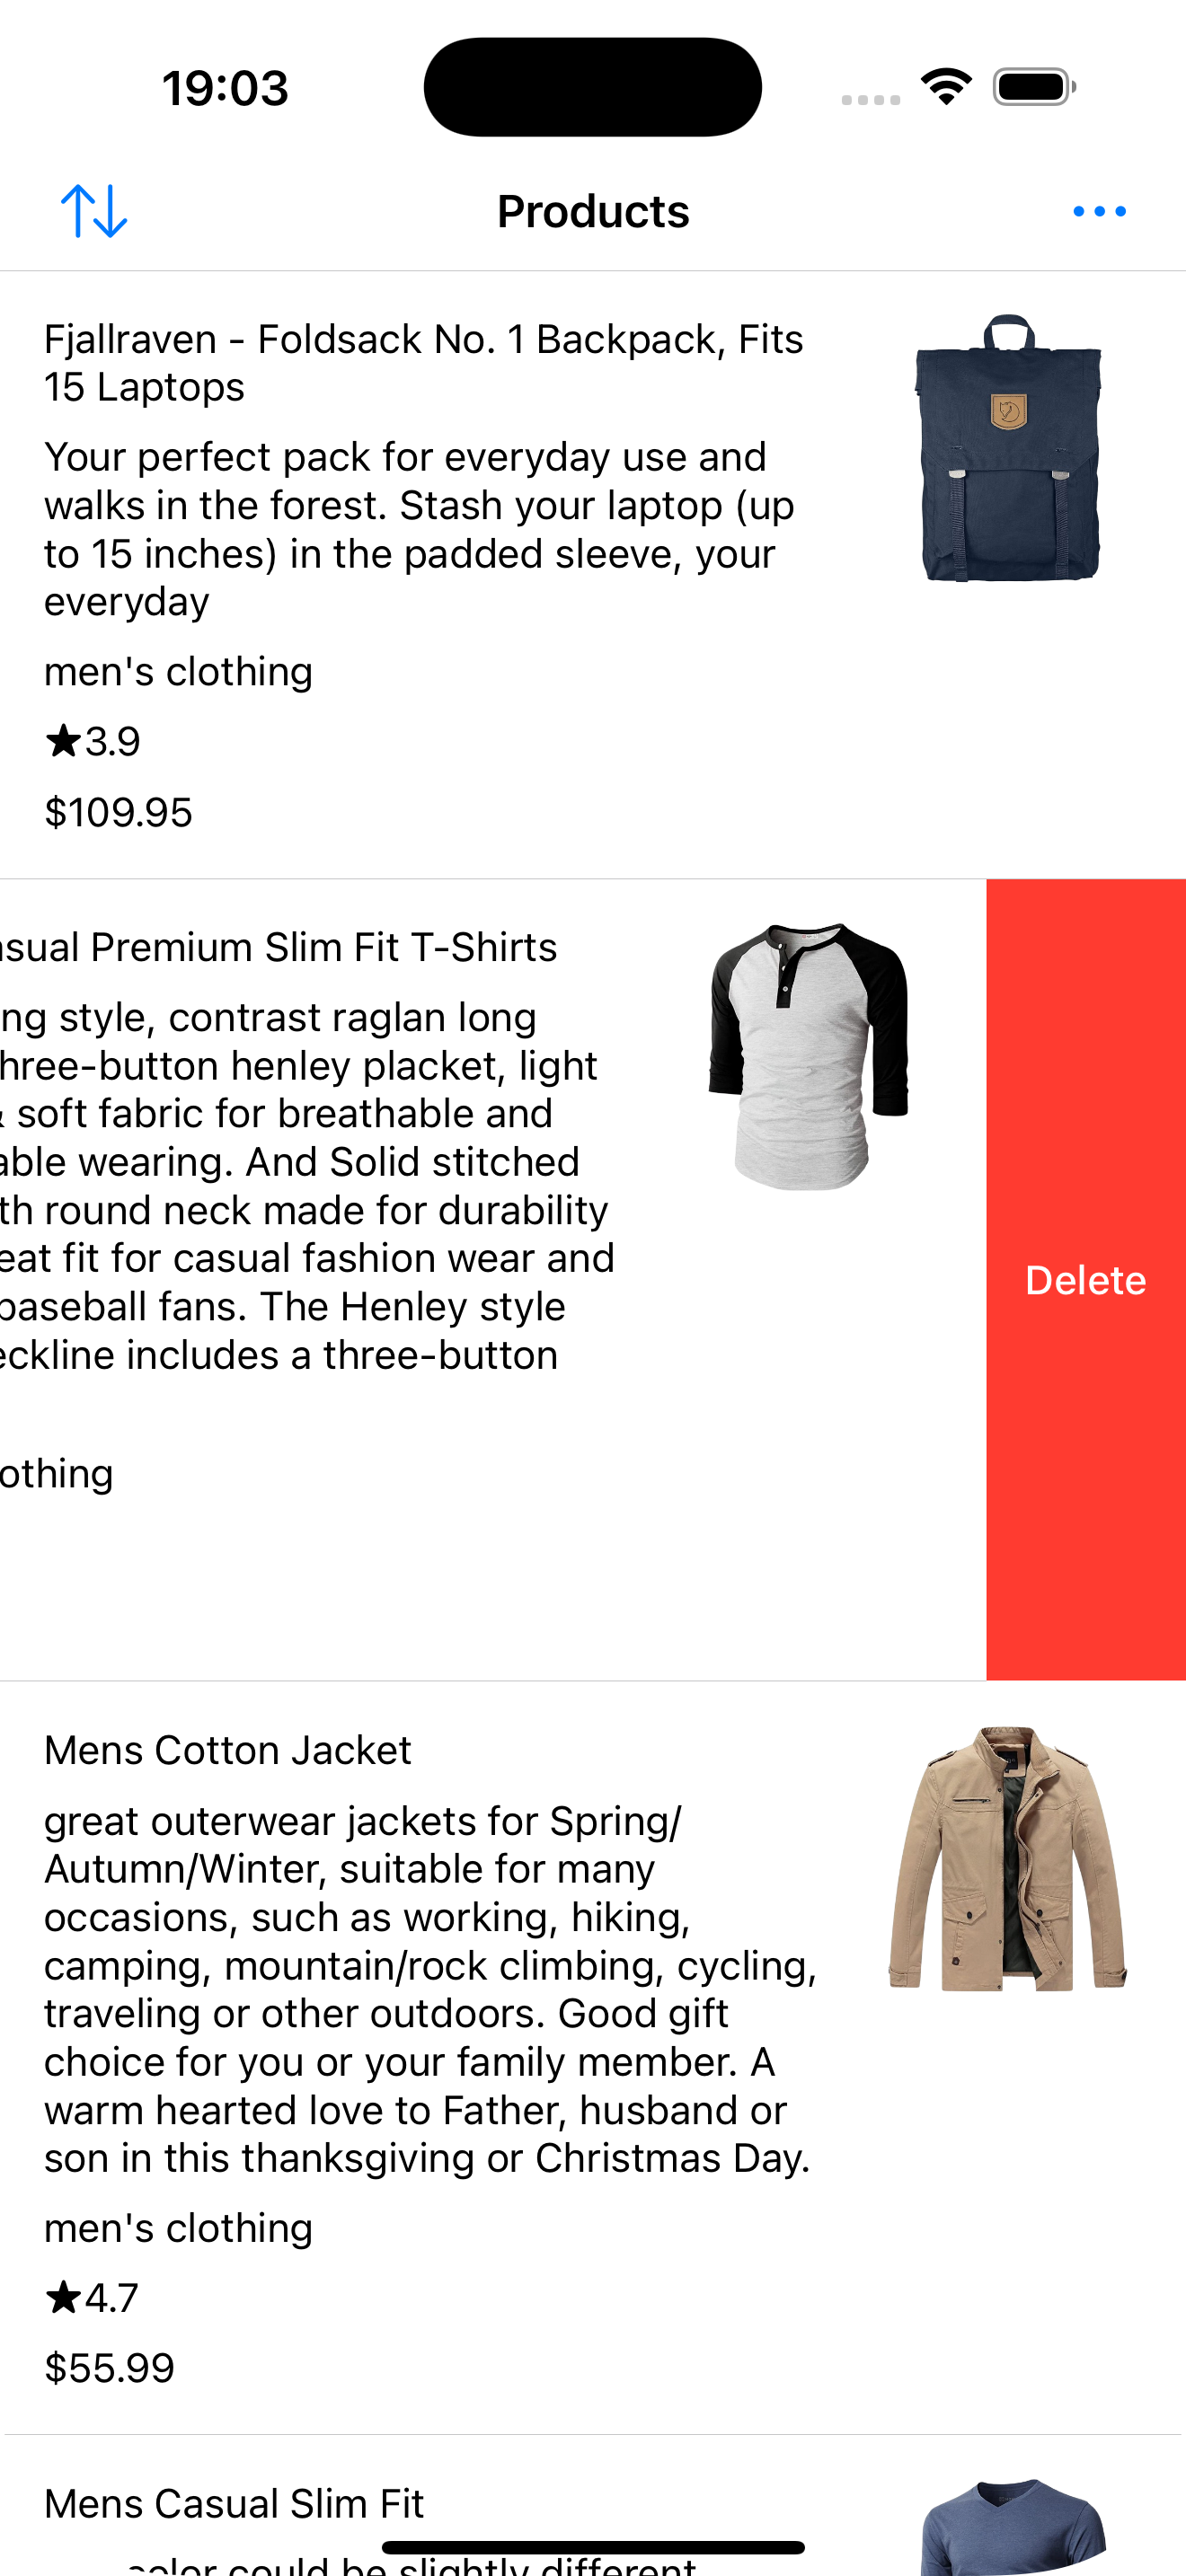 19:03
Products
Fjallraven - Foldsack No. 1 Backpack, Fits
15 Laptops
Your perfect pack for everyday use and
walks in the forest. Stash your laptop (up
to 15 inches) in the padded sleeve, your
everyday
men's clothing
★3.9
$109.95
asual Premium Slim Fit T-Shirts
ng style, contrast raglan long
hree-button henley placket, light
& soft fabric for breathable and
able wearing. And Solid stitched
th round neck made for durability
eat fit for casual fashion wear and
baseball fans. The Henley style
eckline includes a three-button
othing
Delete
Mens Cotton Jacket
great outerwear jackets for Spring/
Autumn/Winter, suitable for many
occasions, such as working, hiking,
camping, mountain/rock climbing, cycling,
traveling or other outdoors. Good gift
choice for you or your family member. A
warm hearted love to Father, husband or
son in this thanksgiving or Christmas Day.
men's clothing
★4.7
$55.99
Mens Casual Slim Fit
color could be slightly different